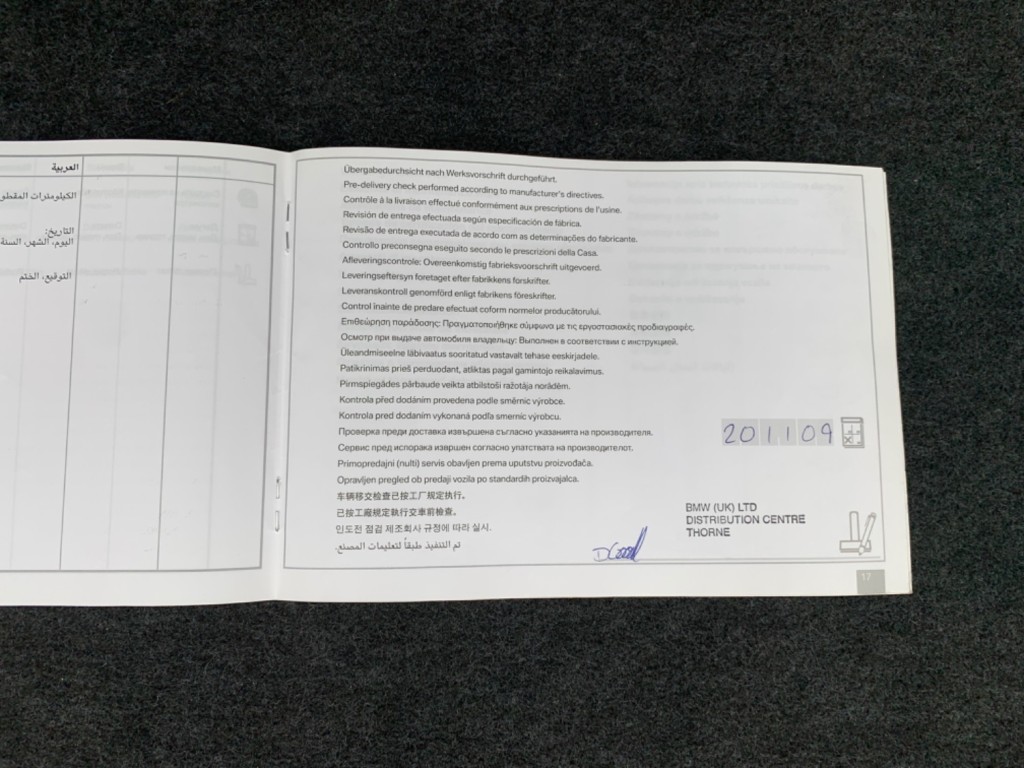 العربية
الكيلومترات المقطو
التاريخ:
اليوم، الشهر، السنة
التوقيع، الختم
Übergabedurchsicht nach Werksvorschrift durchgeführt.
Pre-delivery check performed according to manufacturer's directives.
Contrôle à la livraison effectué conformément aux prescriptions de l'usine.
Revisión de entrega efectuada según especificación de fábrica.
Revisão de entrega executada de acordo com as determinações do fabricante.
Controllo preconsegna eseguito secondo le prescrizioni della Casa.
Afleveringscontrole: Overeenkomstig fabrieksvoorschrift uitgevoerd.
Leveringseftersyn foretaget efter fabrikkens forskrifter.
Leveranskontroll genomförd enligt fabrikens föreskrifter.
Control înainte de predare efectuat coform normelor producătorului.
Επιθεώρηση παράδοσης: Πραγματοποιήθηκε σύμφωνα με τις εργοστασιακές προδιαγραφές.
Осмотр при выдаче автомобиля владельцу: Выполнен в соответствии с инструкцией.
Üleandmiseelne läbivaatus sooritatud vastavalt tehase eeskirjadele.
Patikrinimas prieš perduodant, atliktas pagal gamintojo reikalavimus.
Pirmspiegādes pārbaude veikta atbilstoši ražotāja norādēm.
Kontrola před dodáním provedena podle směrnic výrobce.
Kontrola pred dodaním vykonaná podľa smerníc výrobcu.
Проверка преди доставка извършена съгласно указанията на производителя.
Сервис пред испорака извршен согласно упатствата на производителот.
Primopredajni (nulti) servis obavljen prema uputstvu proizvođača.
Opravljen pregled ob predaji vozila po standardih proizvajalca.
车辆移交检查已按工厂规定执行。
已按工廠規定執行交車前檢查。
인도전 점검 제조회사 규정에 따라 실시.
تم التنفيذ طبقاً لتعليمات المصنع.
201109
BMW (UK) LTD
DISTRIBUTION CENTRE
THORNE
17